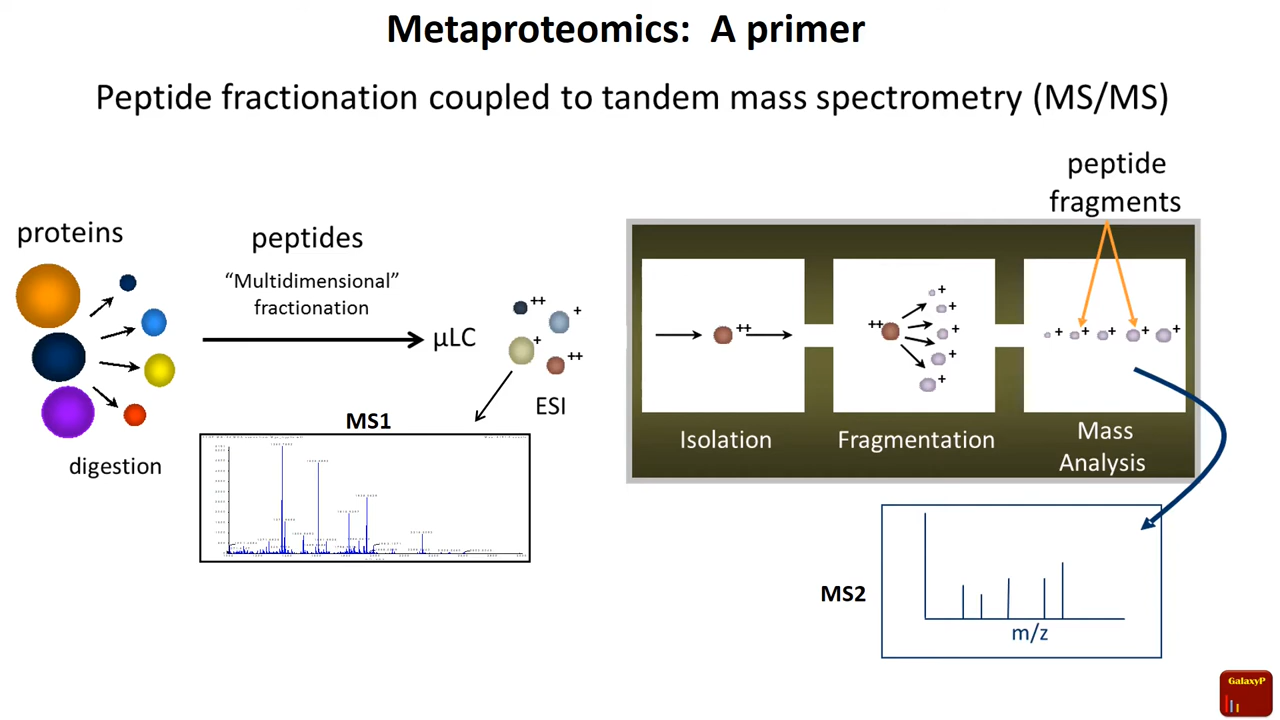 Metaproteomics: A primer
Peptide fractionation coupled to tandem mass spectrometry (MS/MS)
proteins
digestion
peptides
“Multidimensional”
fractionation
µLC
++
+
+
++
ESI
MS1
peptide
fragments
++
++
+
+
+
+
+
+
+
+
+
+
Isolation
Fragmentation
Mass
Analysis
MS2
m/z
GalaxyP